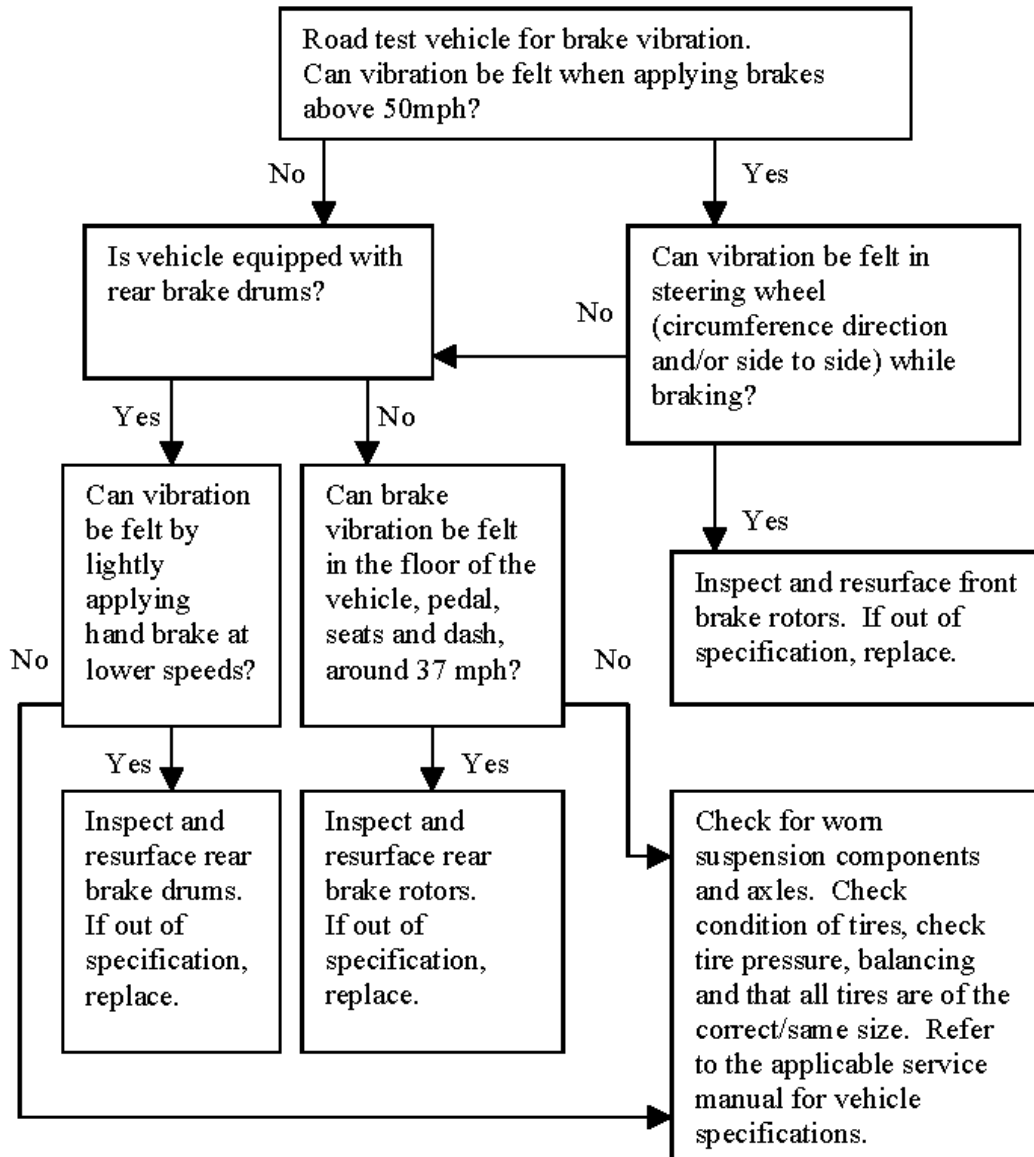 Road test vehicle for brake vibration.
Can vibration be felt when applying brakes
above 50mph?
No
Yes
Is vehicle equipped with
rear brake drums?
No
Can vibration be felt in
steering wheel
(circumference direction
and/or side to side) while
braking?
Yes
No
Yes
Can vibration
be felt by
lightly
applying
hand brake at
lower speeds?
Can brake
vibration be felt
in the floor of the
vehicle, pedal,
seats and dash,
around 37 mph?
Inspect and resurface front
brake rotors.  If out of
specification, replace.
No
No
Yes
Yes
Inspect and
resurface rear
brake drums.
If out of
specification,
replace.
Inspect and
resurface rear
brake rotors.
If out of
specification,
replace.
Check for worn
suspension components
and axles.  Check
condition of tires, check
tire pressure, balancing
and that all tires are of the
correct/same size.  Refer
to the applicable service
manual for vehicle
specifications.